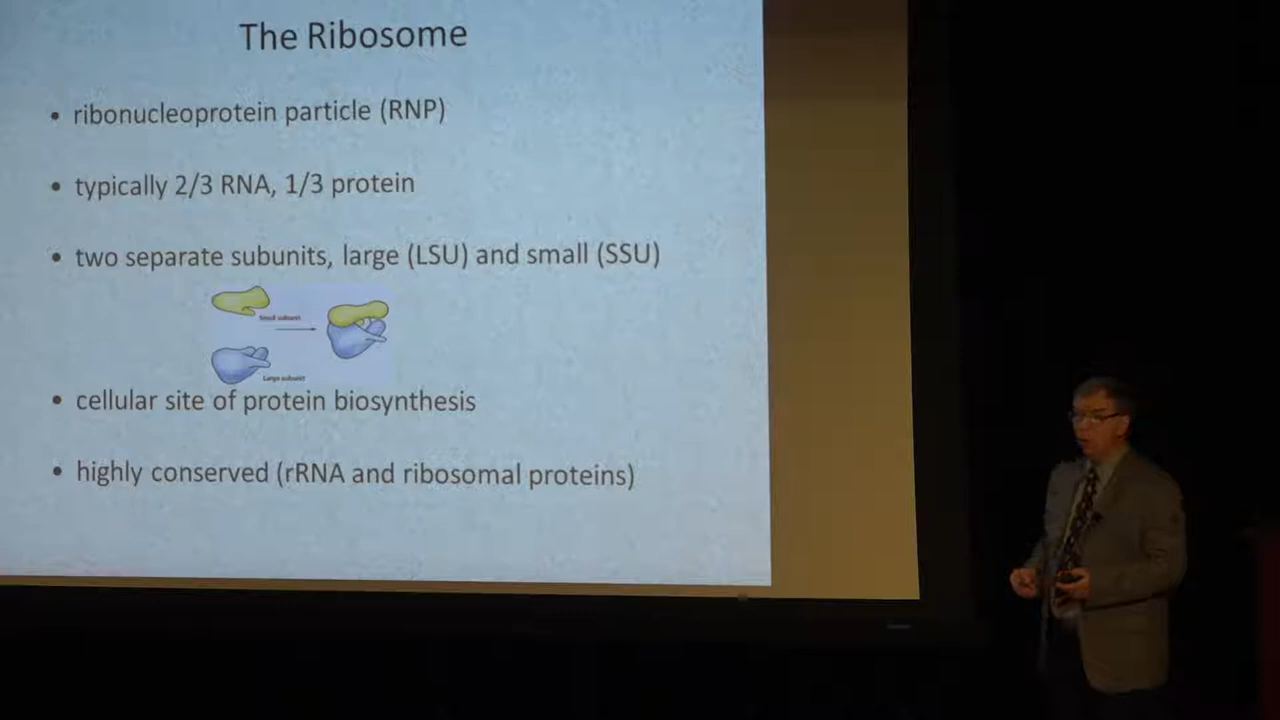 The Ribosome
• ribonucleoprotein particle (RNP)
• typically 2/3 RNA, 1/3 protein
• two separate subunits, large (LSU) and small (SSU)
Small subunit
Large subunit
• cellular site of protein biosynthesis
• highly conserved (rRNA and ribosomal proteins)